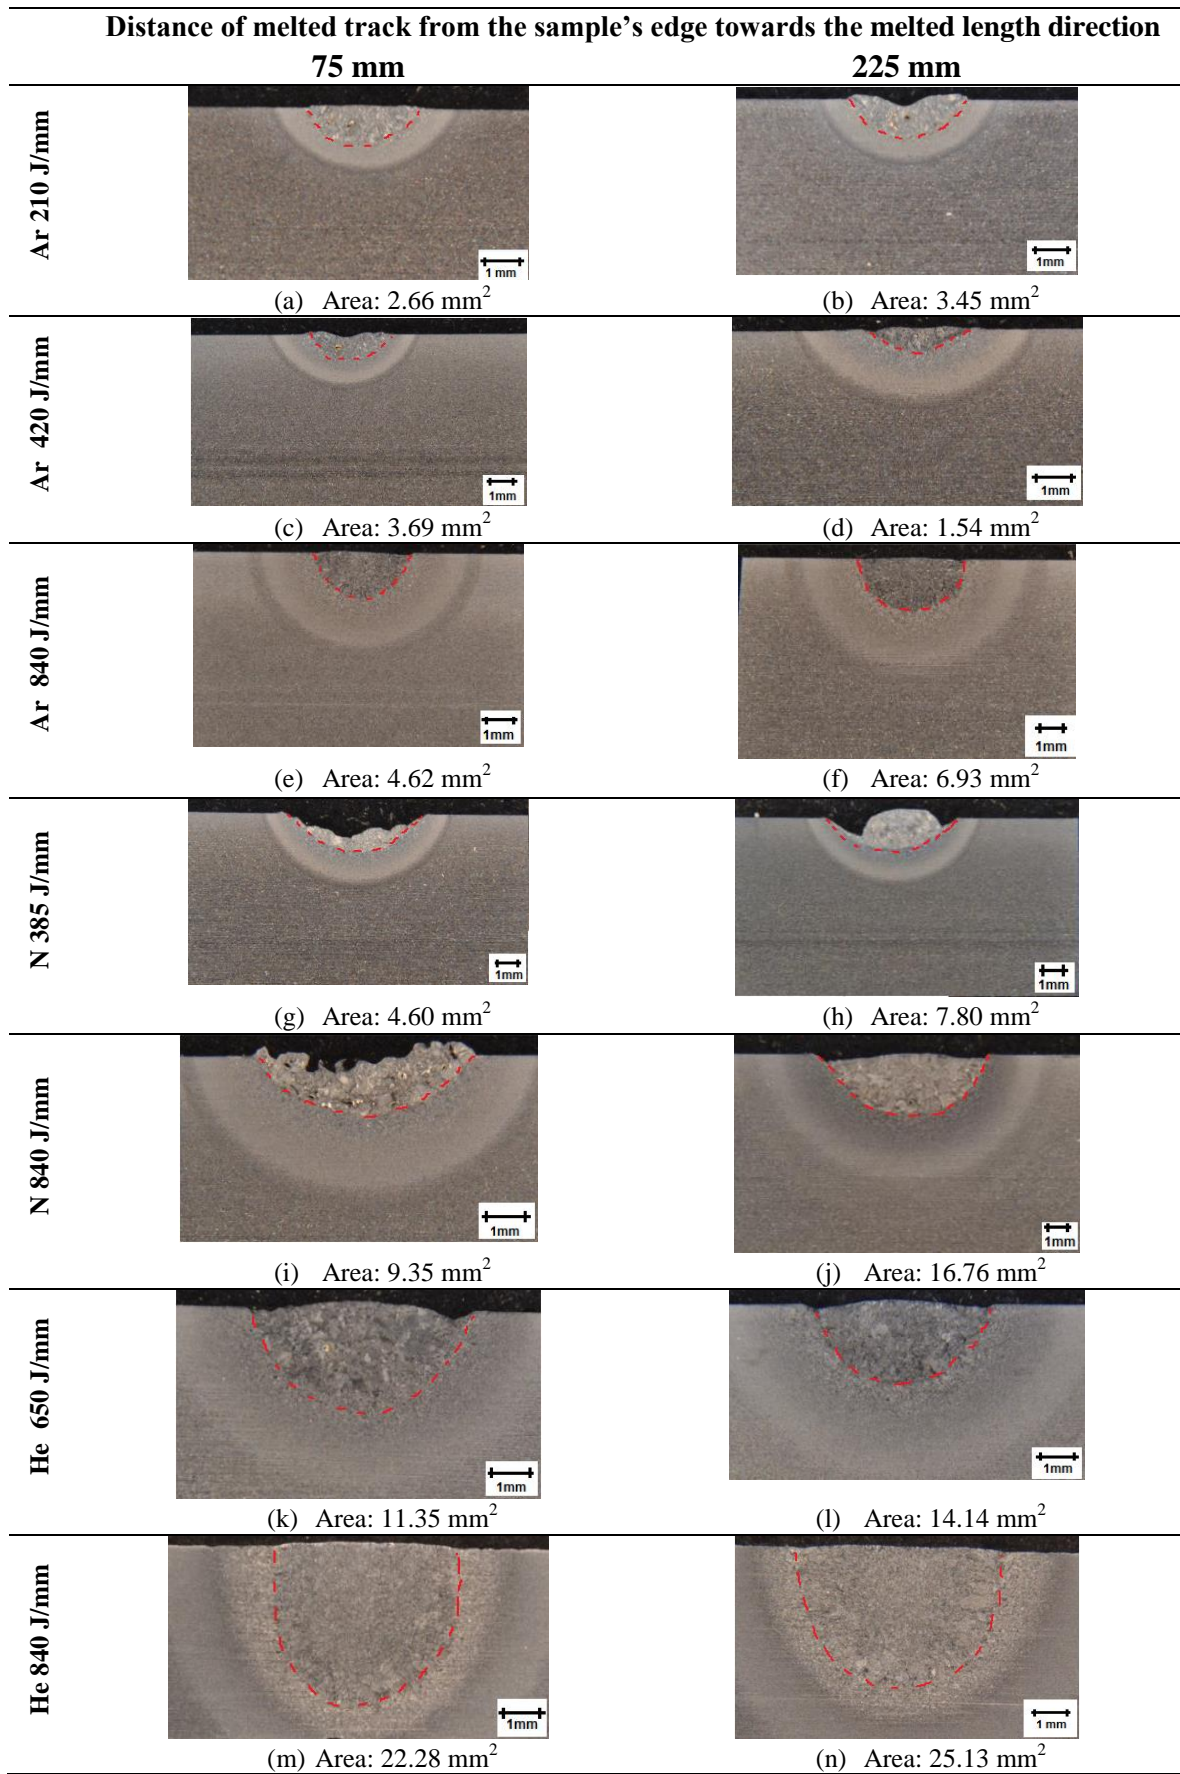 Distance of melted track from the sample's edge towards the melted length direction
75 mm 225 mm
Ar 210 J/mm
1 mm
1mm
(a) Area: 2.66 mm²
(b) Area: 3.45 mm²
Ar 420 J/mm
1mm
1mm
(c) Area: 3.69 mm²
(d) Area: 1.54 mm²
Ar 840 J/mm
1mm
1mm
(e) Area: 4.62 mm²
(f) Area: 6.93 mm²
N 385 J/mm
1mm
1mm
(g) Area: 4.60 mm²
(h) Area: 7.80 mm²
N 840 J/mm
1mm
1mm
(i) Area: 9.35 mm²
(j) Area: 16.76 mm²
He 650 J/mm
1mm
1mm
(k) Area: 11.35 mm²
(l) Area: 14.14 mm²
He 840 J/mm
1mm
1 mm
(m) Area: 22.28 mm²
(n) Area: 25.13 mm²